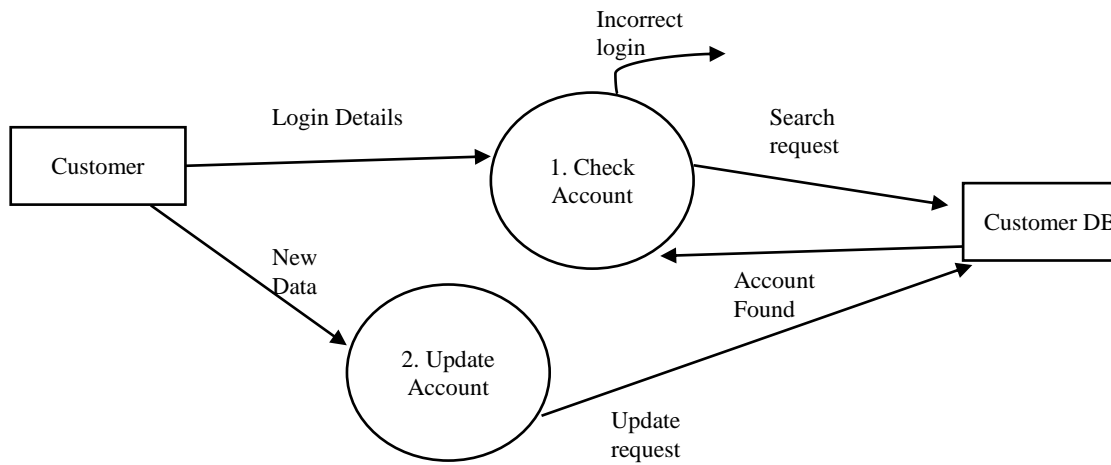 Incorrect
login
Login Details
Search
request
Customer
1. Check
Account
Customer DB
New
Data
Account
Found
2. Update
Account
Update
request